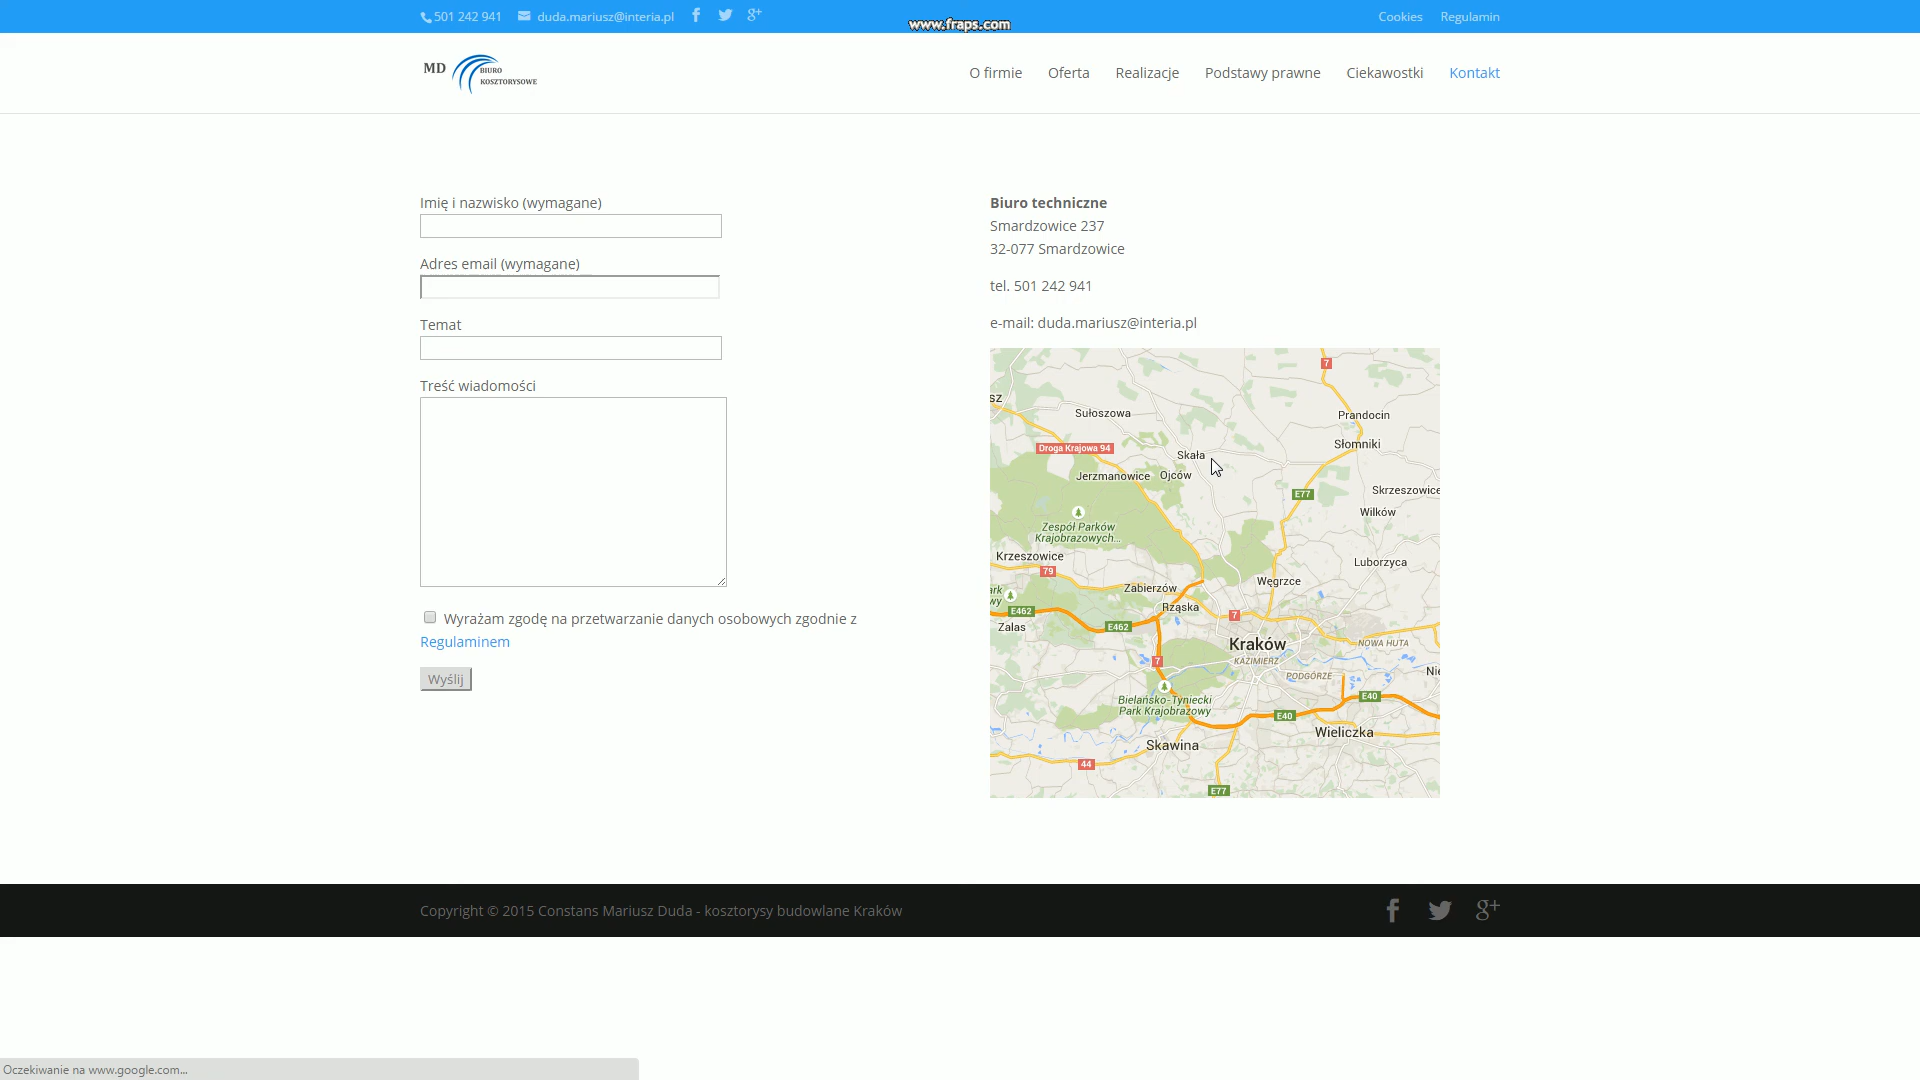 501 242 941 duda.mariusz@interia.pl
www.fraps.com
Cookies Regulamin
MD BIURO KOSZTORYSOWE
O firmie Oferta Realizacje Podstawy prawne Ciekawostki Kontakt
Imię i nazwisko (wymagane)
Adres email (wymagane)
Temat
Treść wiadomości
Wyrażam zgodę na przetwarzanie danych osobowych zgodnie z
Regulaminem
Wyślij
Biuro techniczne
Smardzowice 237
32-077 Smardzowice
tel. 501 242 941
e-mail: duda.mariusz@interia.pl
7
sz
Sułoszowa
Prandocin
Słomniki
Droga Krajowa 94
Skała
Jerzmanowice Ojców
Skrzeszowice
E77
Wilków
Zespół Parków
Krajobrazowych...
Krzeszowice
Luborzyca
79
Węgrzce
Zabierzów
ark
wy
Rząska
E462
7
Zalas
E462
Kraków
NOWA HUTA
KAZIMIERZ
7
Nie
PODGÓRZE
E40
Bielańsko-Tyniecki
Park Krajobrazowy
E40
Wieliczka
Skawina
44
E77
Copyright © 2015 Constans Mariusz Duda - kosztorysy budowlane Kraków
Oczekiwanie na www.google.com...